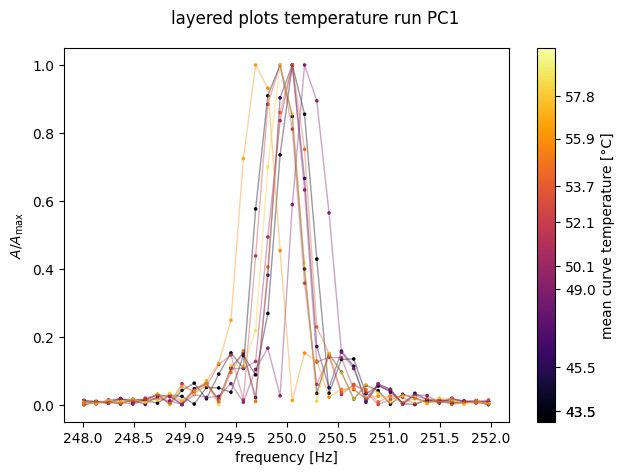 layered plots temperature run PC1
1.0
0.8
0.6
0.4
0.2
0.0
A/Amax
248.0 248.5 249.0 249.5 250.0 250.5 251.0 251.5 252.0
frequency [Hz]
57.8
55.9
53.7
52.1
50.1
49.0
45.5
43.5
mean curve temperature [°C]